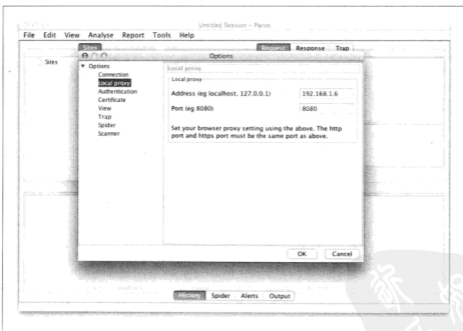 Untitled Session - Paros
File Edit View Analyse Report Tools Help
Sites Request Response Trap
Sites
Options
Options
Connection
Local proxy
Authentication
Certificate
View
Trap
Spider
Scanner
Local proxy
Local proxy
Address (eg localhost, 127.0.0.1) 192.168.1.6
Port (eg 8080) 8080
Set your browser proxy setting using the above. The http
port and https port must be the same port as above.
OK Cancel
History Spider Alerts Output